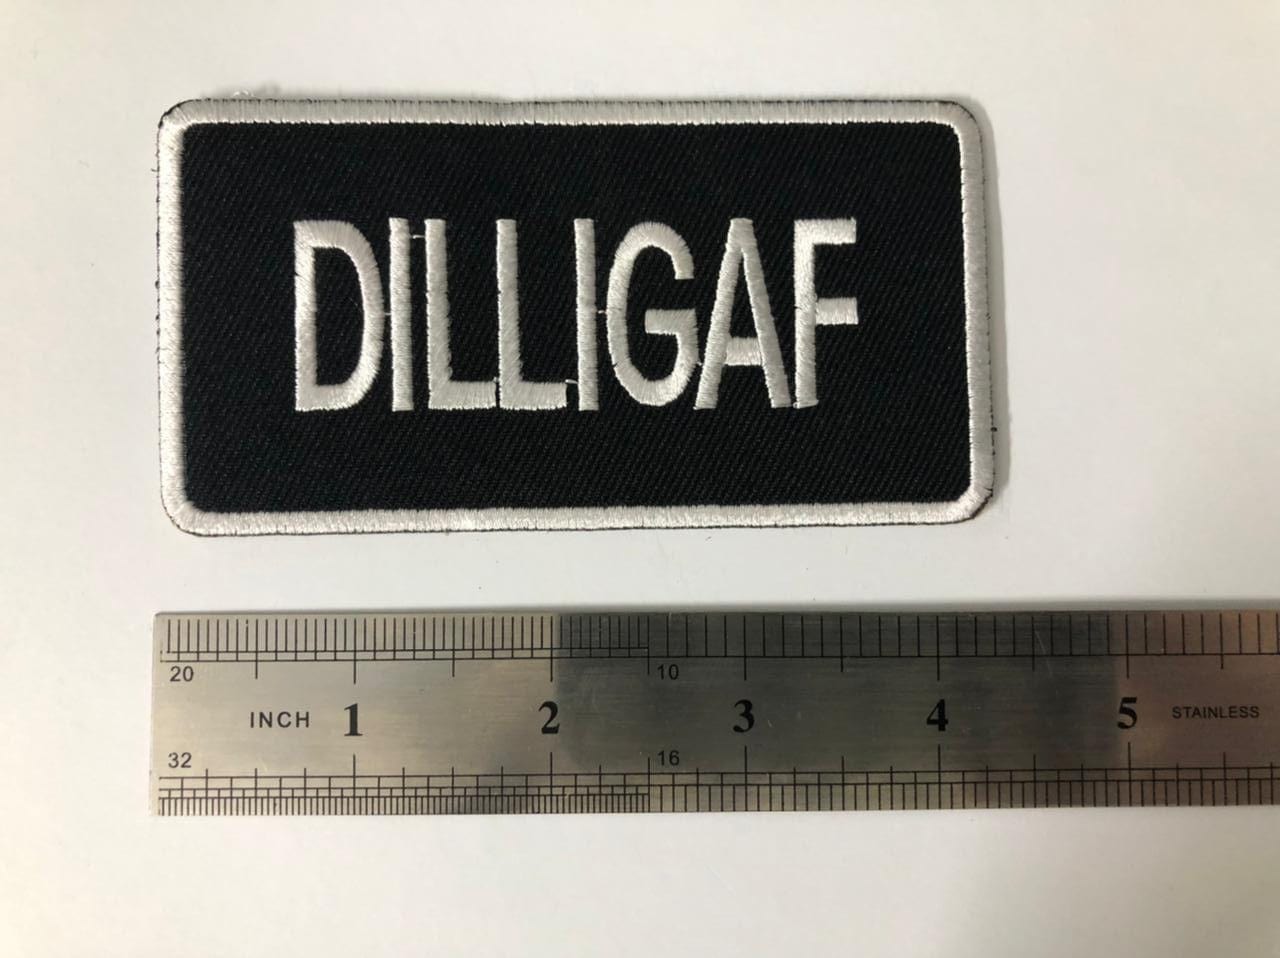 DILLIGAF
20 10
INCH 1 2 3 4 5 STAINLESS
32 16